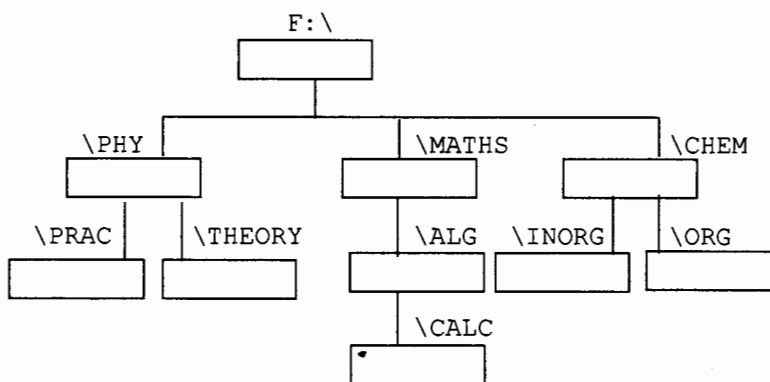 F:\
\PHY \MATHS \CHEM
\PRAC \THEORY \ALG \INORG \ORG
\CALC